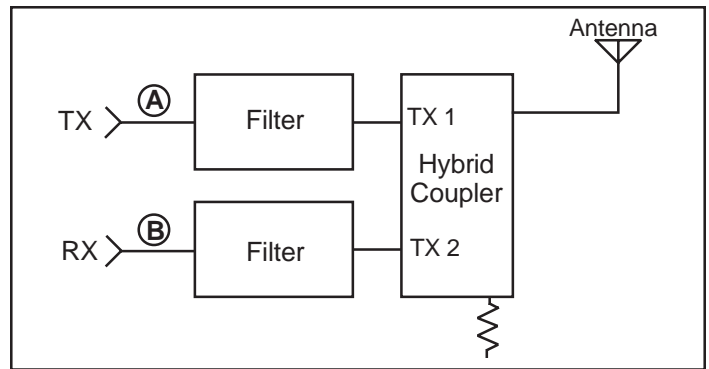 Antenna
TX
A
Filter
TX 1
Hybrid
Coupler
RX
B
Filter
TX 2